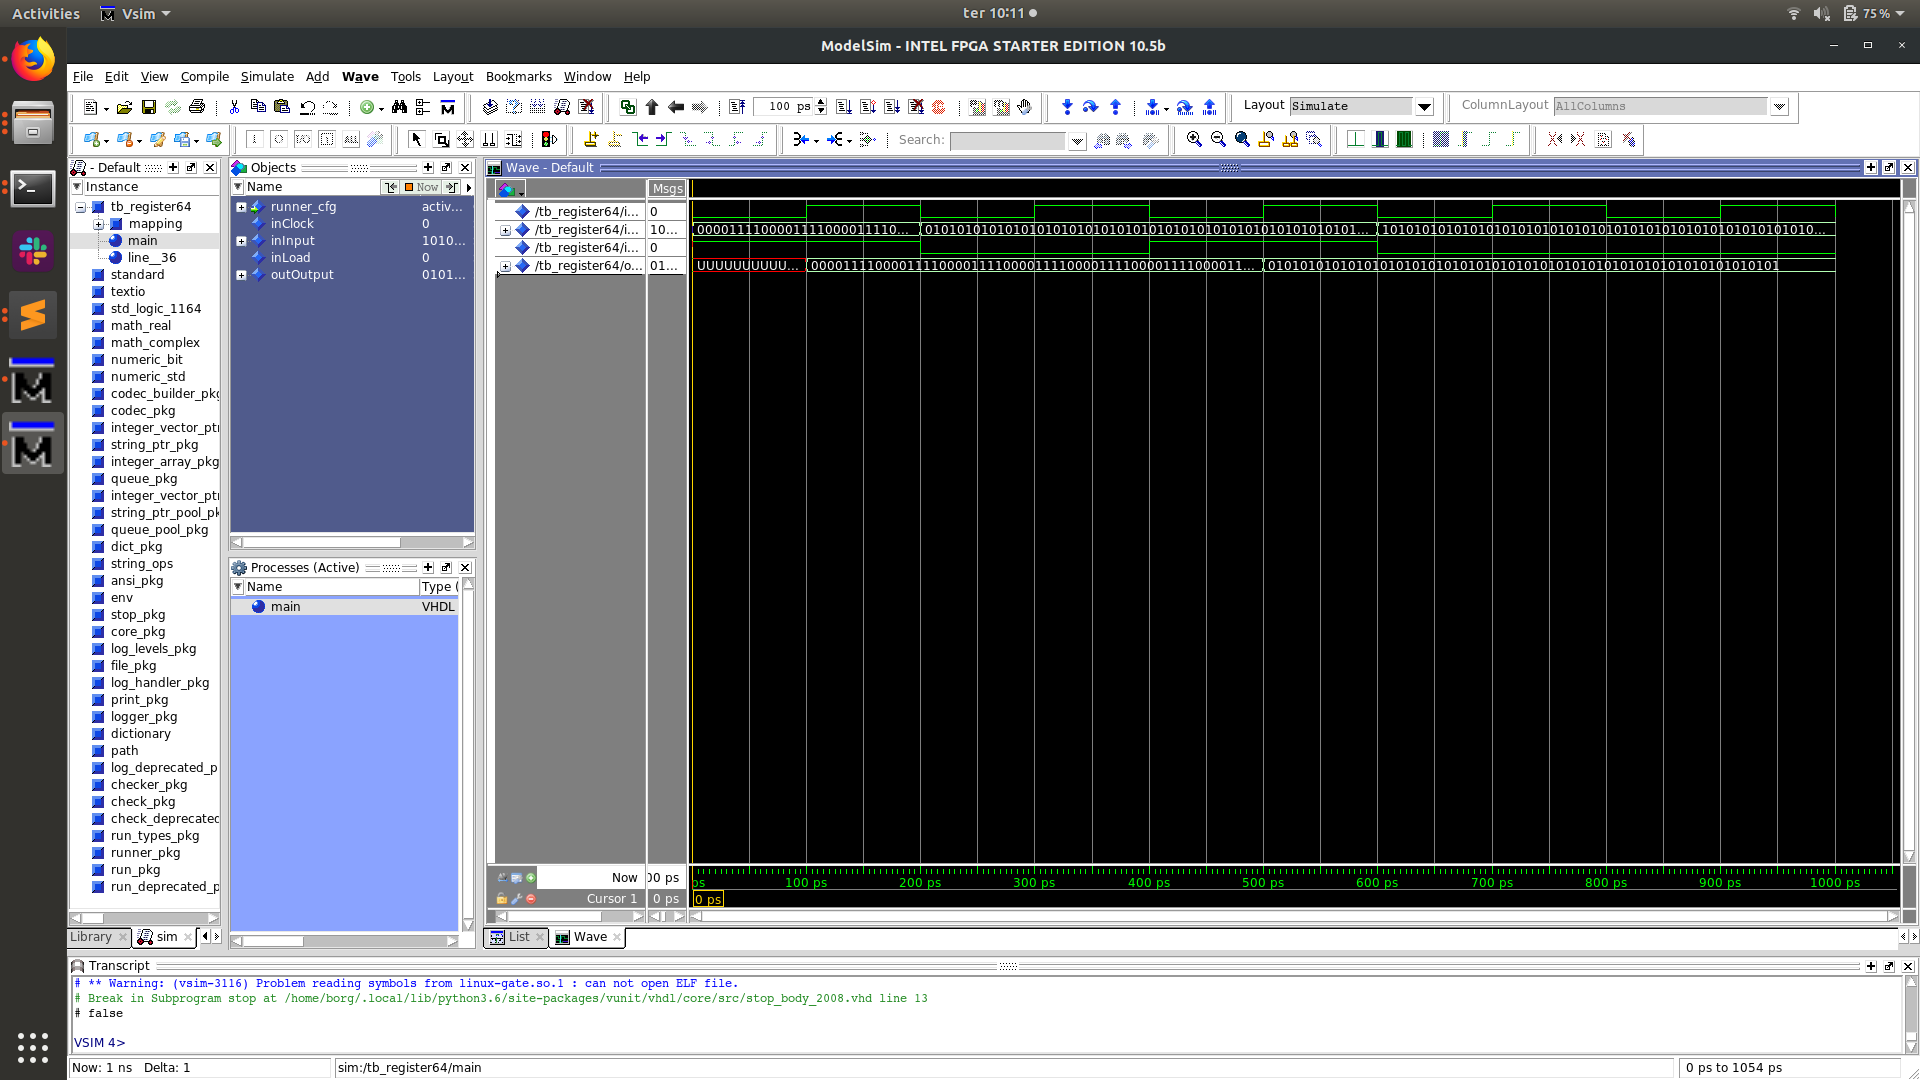 Activities Vsim ter 10:11 75%
ModelSim - INTEL FPGA STARTER EDITION 10.5b
File Edit View Compile Simulate Add Wave Tools Layout Bookmarks Window Help
100 ps Layout Simulate ColumnLayout AllColumns
Search:
- Default
Instance
tb_register64
mapping
main
line__36
standard
textio
std_logic_1164
math_real
math_complex
numeric_bit
numeric_std
codec_builder_pkg
codec_pkg
integer_vector_ptr
string_ptr_pkg
integer_array_pkg
queue_pkg
integer_vector_ptr
string_ptr_pool_pk
queue_pool_pkg
dict_pkg
string_ops
ansi_pkg
env
stop_pkg
core_pkg
log_levels_pkg
file_pkg
log_handler_pkg
print_pkg
logger_pkg
dictionary
path
log_deprecated_p
checker_pkg
check_pkg
check_deprecated
run_types_pkg
runner_pkg
run_pkg
run_deprecated_p
Library sim
Objects
Name Now
runner_cfg activ...
inClock 0
inInput 1010...
inLoad 0
outOutput 0101...
Processes (Active)
Name Type (
main VHDL
Wave - Default
Msgs
/tb_register64/i... 0
/tb_register64/i... 10...
/tb_register64/i... 0
/tb_register64/o... 01...
UUUUUUUUUU...
Now 00 ps
ps 100 ps 200 ps 300 ps 400 ps 500 ps 600 ps 700 ps 800 ps 900 ps 1000 ps
Cursor 1 0 ps 0 ps
List Wave
Transcript
# ** Warning: (vsim-3116) Problem reading symbols from linux-gate.so.1 : can not open ELF file.
# Break in Subprogram stop at /home/borg/.local/lib/python3.6/site-packages/vunit/vhdl/core/src/stop_body_2008.vhd line 13
# false
VSIM 4>
Now: 1 ns Delta: 1 sim:/tb_register64/main 0 ps to 1054 ps